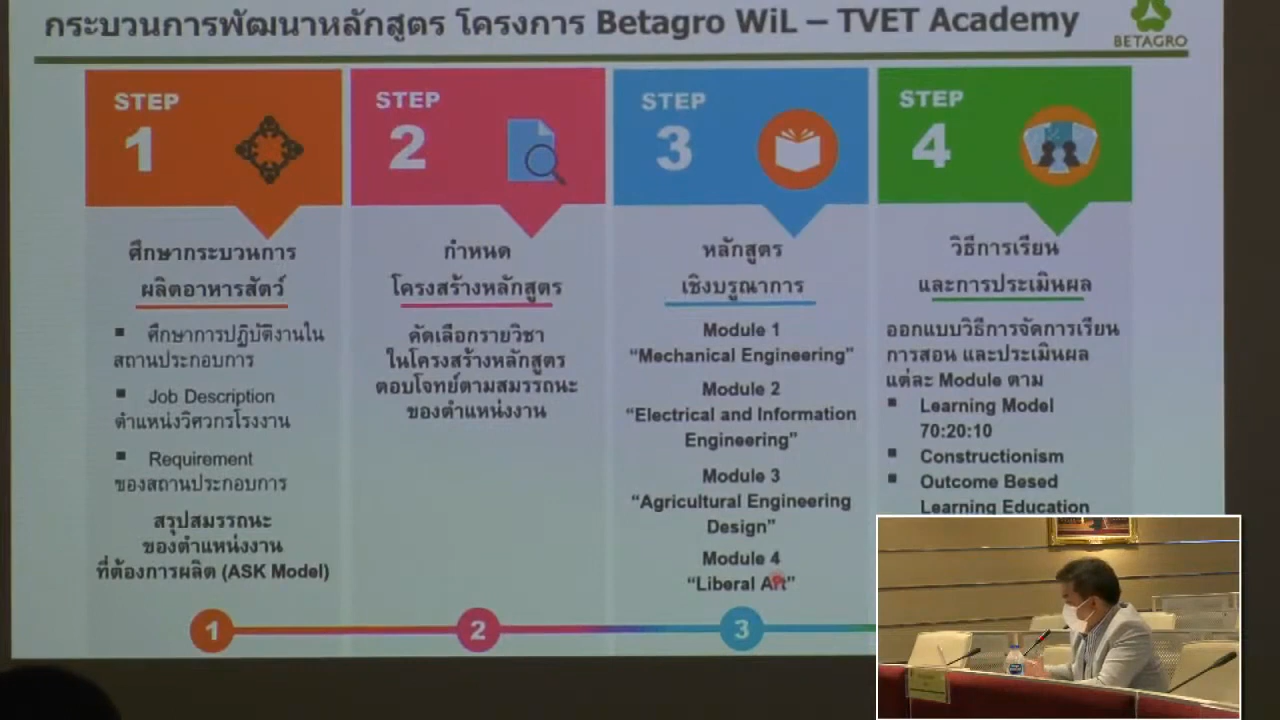 กระบวนการพัฒนาหลักสูตร โครงการ Betagro WiL – TVET Academy
BETAGRO
STEP
1
ศึกษากระบวนการ
ผลิตอาหารสัตว์
▪ ศึกษาการปฏิบัติงานใน
สถานประกอบการ
▪ Job Description
ตำแหน่งวิศวกรโรงงาน
▪ Requirement
ของสถานประกอบการ
สรุปสมรรถนะ
ของตำแหน่งงาน
ที่ต้องการผลิต (ASK Model)
STEP
2
กำหนด
โครงสร้างหลักสูตร
คัดเลือกรายวิชา
ในโครงสร้างหลักสูตร
ตอบโจทย์ตามสมรรถนะ
ของตำแหน่งงาน
STEP
3
หลักสูตร
เชิงบูรณาการ
Module 1
“Mechanical Engineering”
Module 2
“Electrical and Information
Engineering”
Module 3
“Agricultural Engineering
Design”
Module 4
“Liberal Art”
STEP
4
วิธีการเรียน
และการประเมินผล
ออกแบบวิธีการจัดการเรียน
การสอน และประเมินผล
แต่ละ Module ตาม
▪ Learning Model
70:20:10
▪ Constructionism
▪ Outcome Besed
Learning Education
1
2
3